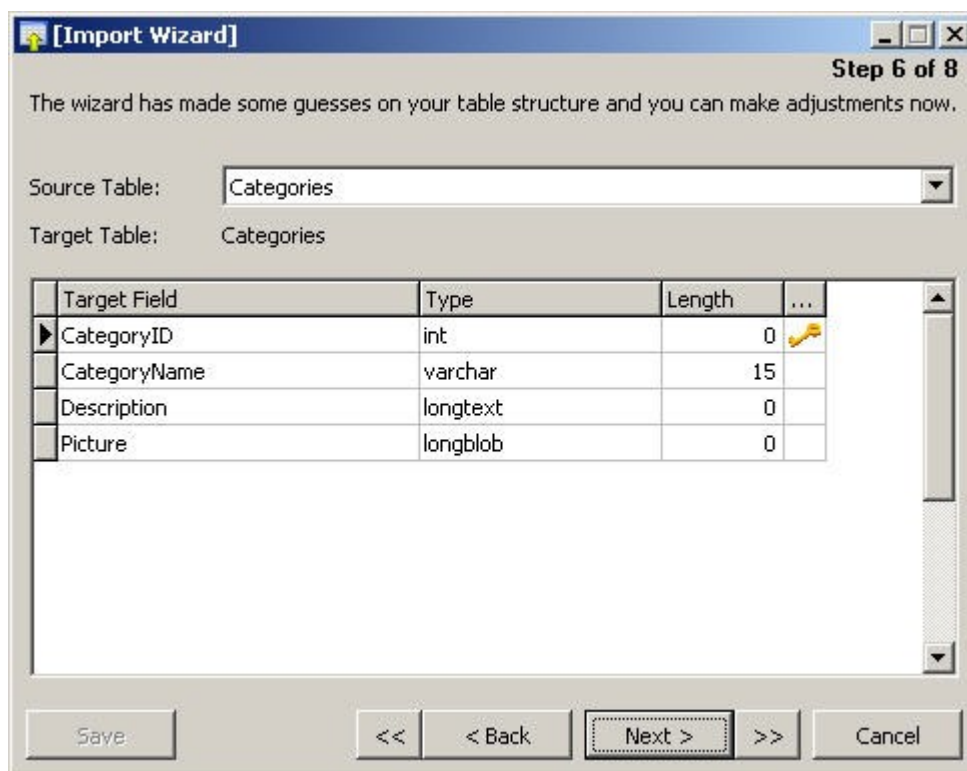 [Import Wizard]
Step 6 of 8
The wizard has made some guesses on your table structure and you can make adjustments now.
Source Table: Categories
Target Table: Categories
Target Field Type Length ...
CategoryID int 0
CategoryName varchar 15
Description longtext 0
Picture longblob 0
Save << < Back Next > >> Cancel